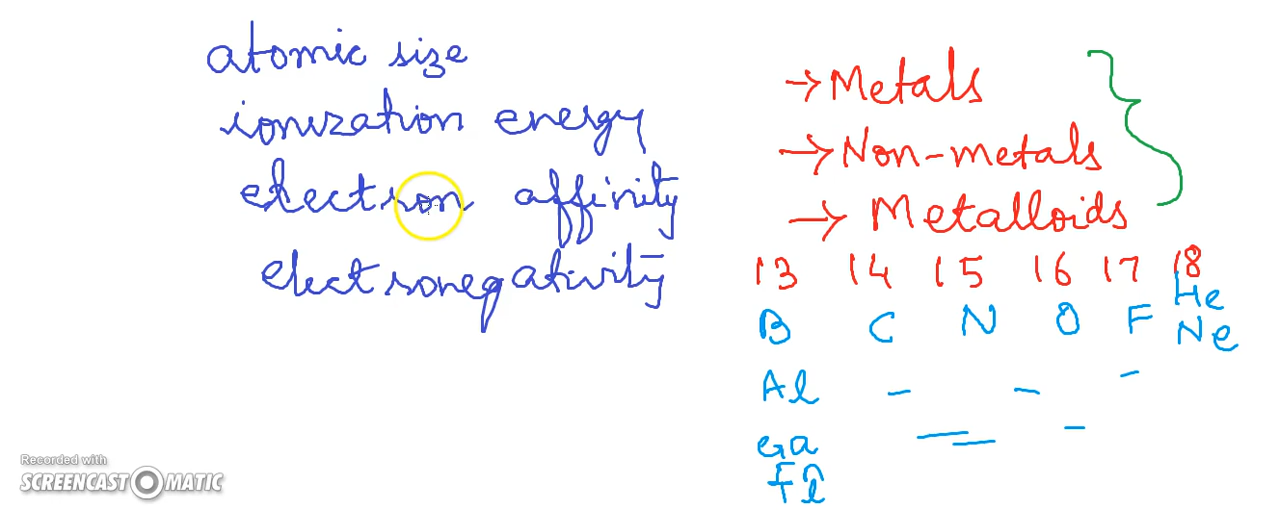 atomic size
ionization energy
electron affinity
electronegativity
→ Metals
→ Non-metals
→ Metalloids
13 14 15 16 17 18
He
B C N O F Ne
Al - - -
Ga
Recorded with
SCREENCAST MATIC